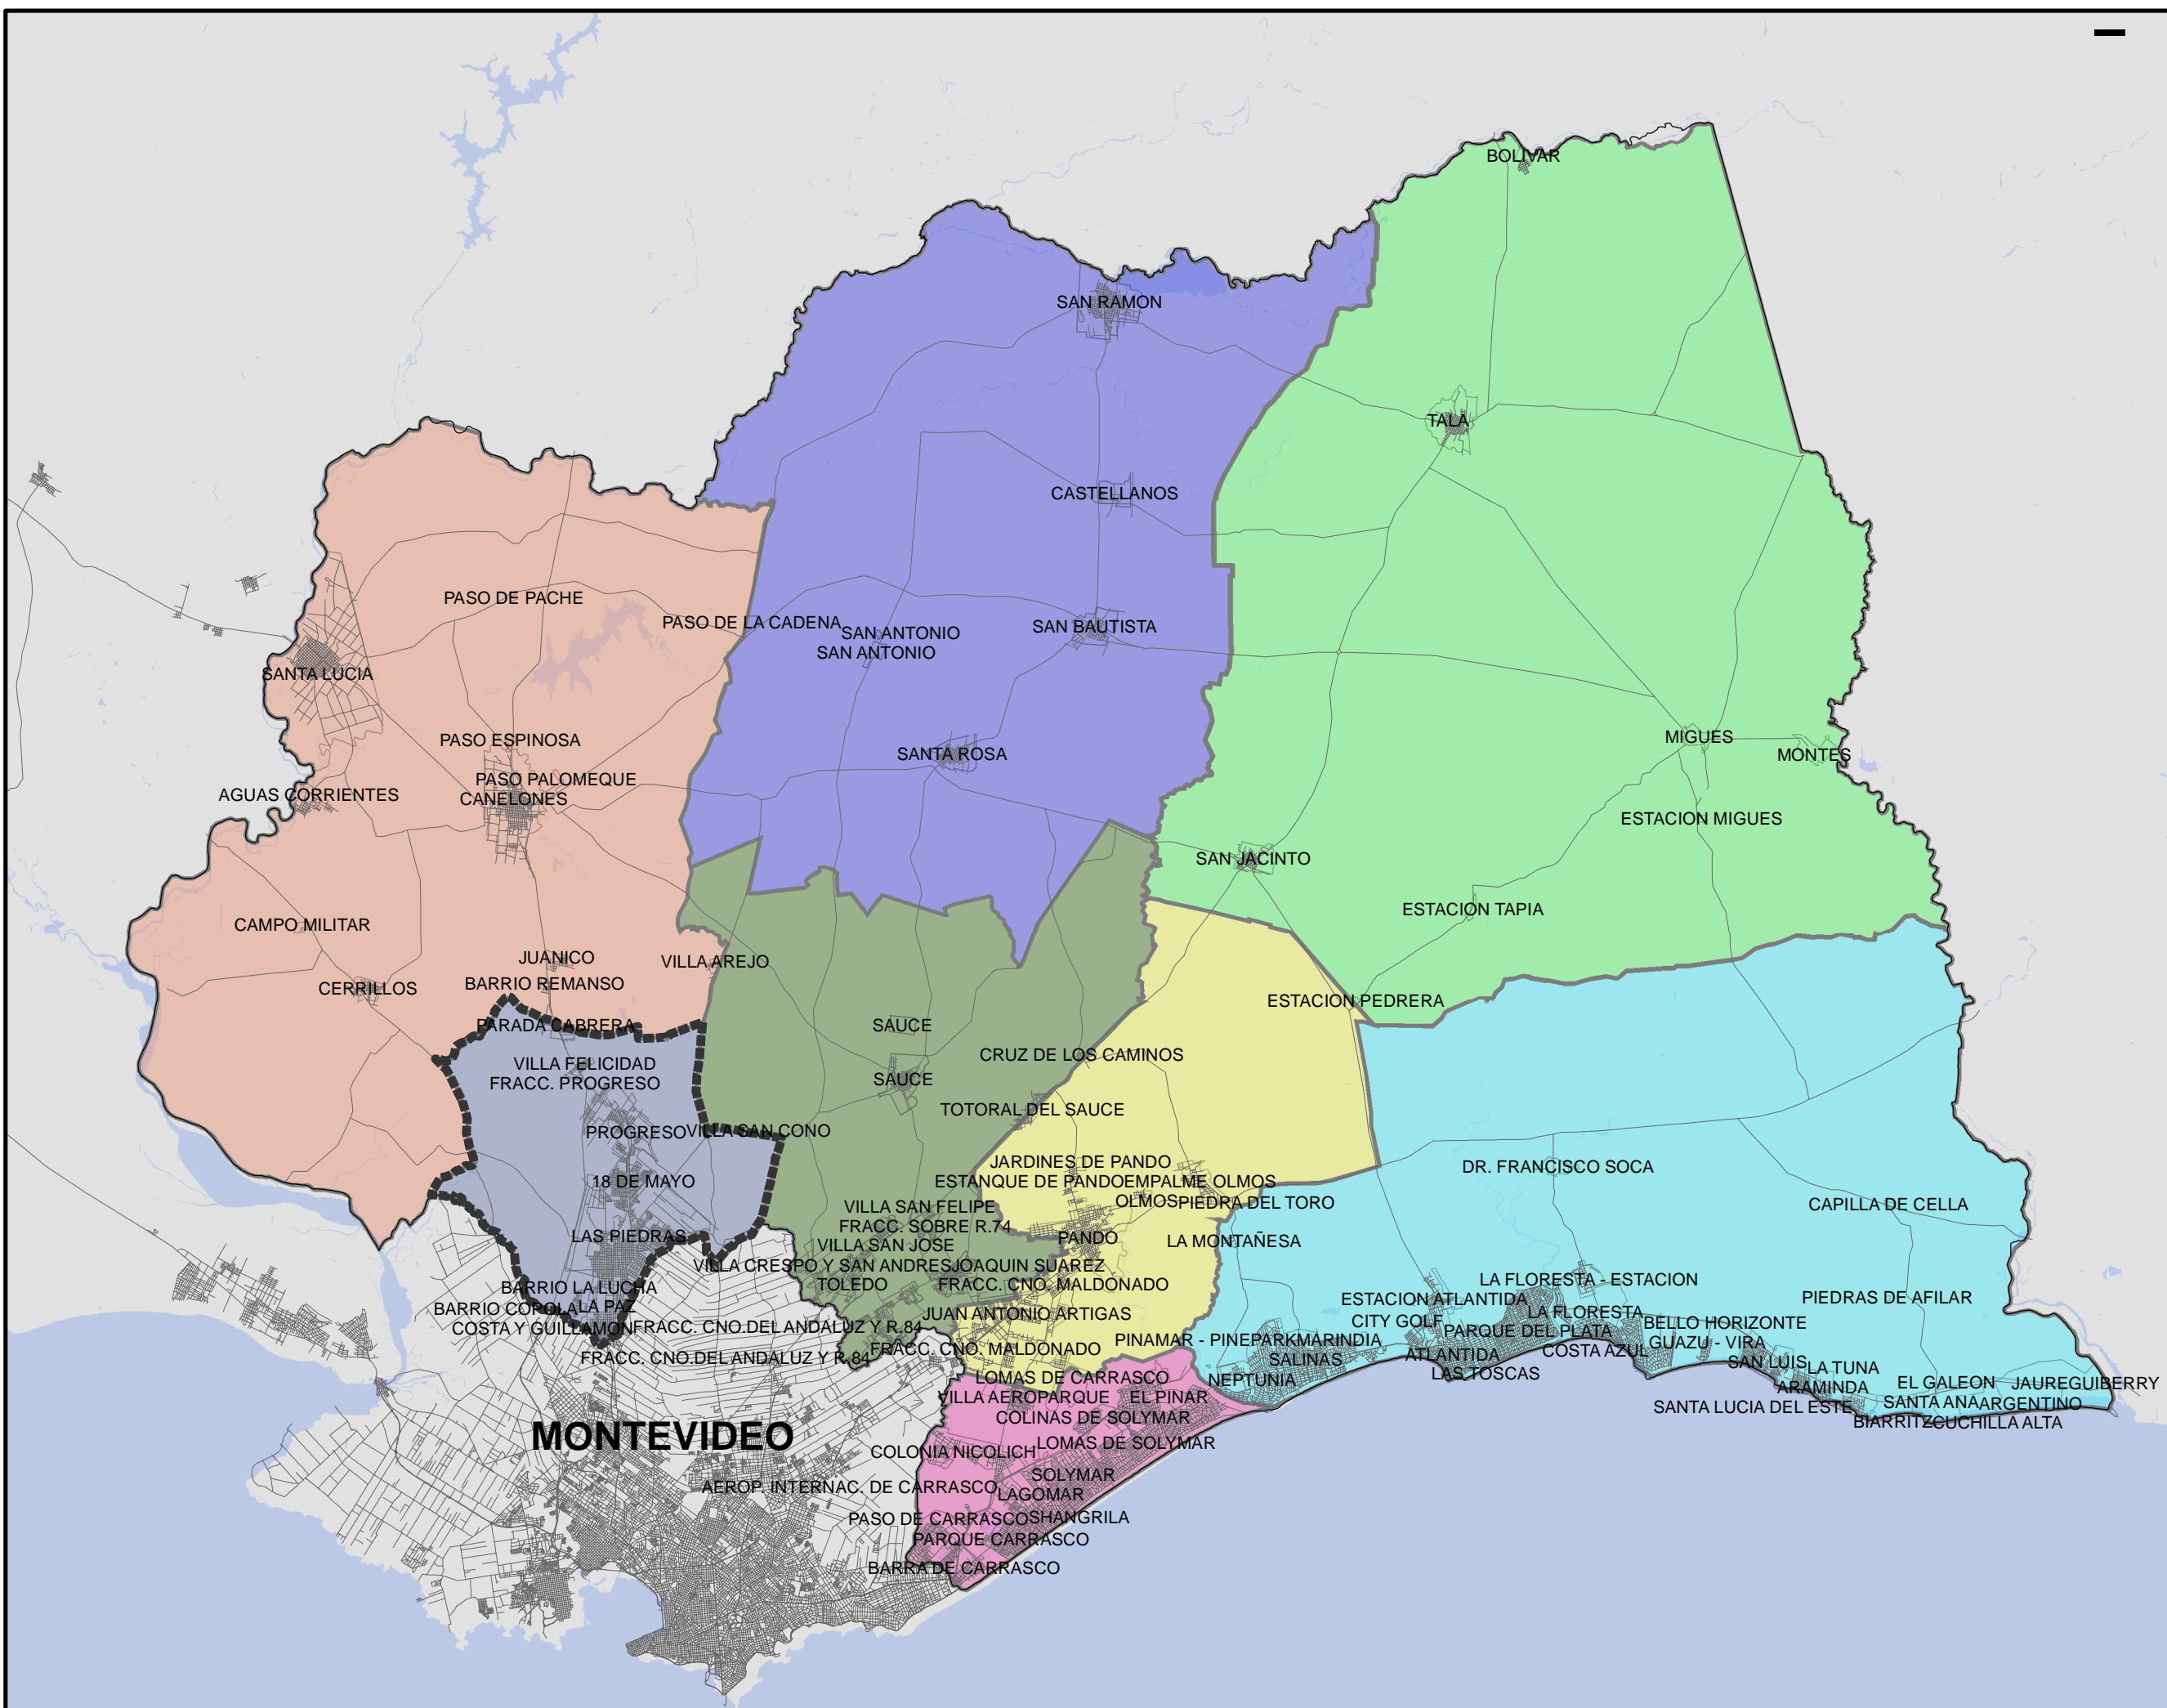 BOLIVAR
SAN RAMON
TALA
CASTELLANOS
PASO DE PACHE
PASO DE LA CADENA
SAN ANTONIO
SAN BAUTISTA
SAN ANTONIO
SANTA LUCIA
PASO ESPINOSA
SANTA ROSA
MIGUES
MONTES
PASO PALOMEQUE
AGUAS CORRIENTES
CANELONES
ESTACION MIGUES
SAN JACINTO
ESTACION TAPIA
CAMPO MILITAR
JUANICO
VILLA AREJO
BARRIO REMANSO
CERRILLOS
ESTACION PEDRERA
PARADA CABRERA
SAUCE
CRUZ DE LOS CAMINOS
VILLA FELICIDAD
FRACC. PROGRESO
SAUCE
TOTORAL DEL SAUCE
PROGRESO
VILLA SAN CONO
JARDINES DE PANDO
DR. FRANCISCO SOCA
18 DE MAYO
ESTANQUE DE PANDO
EMPALME OLMOS
OLMOS
PIEDRA DEL TORO
CAPILLA DE CELLA
VILLA SAN FELIPE
FRACC. SOBRE R.74
LAS PIEDRAS
PANDO
LA MONTAÑESA
VILLA SAN JOSE
VILLA CRESPO Y SAN ANDRES
JOAQUIN SUAREZ
LA FLORESTA - ESTACION
BARRIO LA LUCHA
TOLEDO
FRACC. CNO. MALDONADO
ESTACION ATLANTIDA
PIEDRAS DE AFILAR
BARRIO COPOLA
LA PAZ
JUAN ANTONIO ARTIGAS
LA FLORESTA
CITY GOLF
BELLO HORIZONTE
COSTA Y GUILLAMON
FRACC. CNO.DEL ANDALUZ Y R.84
PARQUE DEL PLATA
PINAMAR - PINEPARK
MARINDIA
GUAZU - VIRA
FRACC. CNO. MALDONADO
COSTA AZUL
FRACC. CNO.DEL ANDALUZ Y R.84
SALINAS
ATLANTIDA
SAN LUIS
LA TUNA
LAS TOSCAS
LOMAS DE CARRASCO
NEPTUNIA
ARAMINDA
EL GALEON
JAUREGUIBERRY
VILLA AEROPARQUE
EL PINAR
SANTA LUCIA DEL ESTE
SANTA ANA
ARGENTINO
COLINAS DE SOLYMAR
BIARRITZ
CUCHILLA ALTA
MONTEVIDEO
LOMAS DE SOLYMAR
COLONIA NICOLICH
SOLYMAR
AEROP. INTERNAC. DE CARRASCO
LAGOMAR
PASO DE CARRASCO
SHANGRILA
PARQUE CARRASCO
BARRA DE CARRASCO